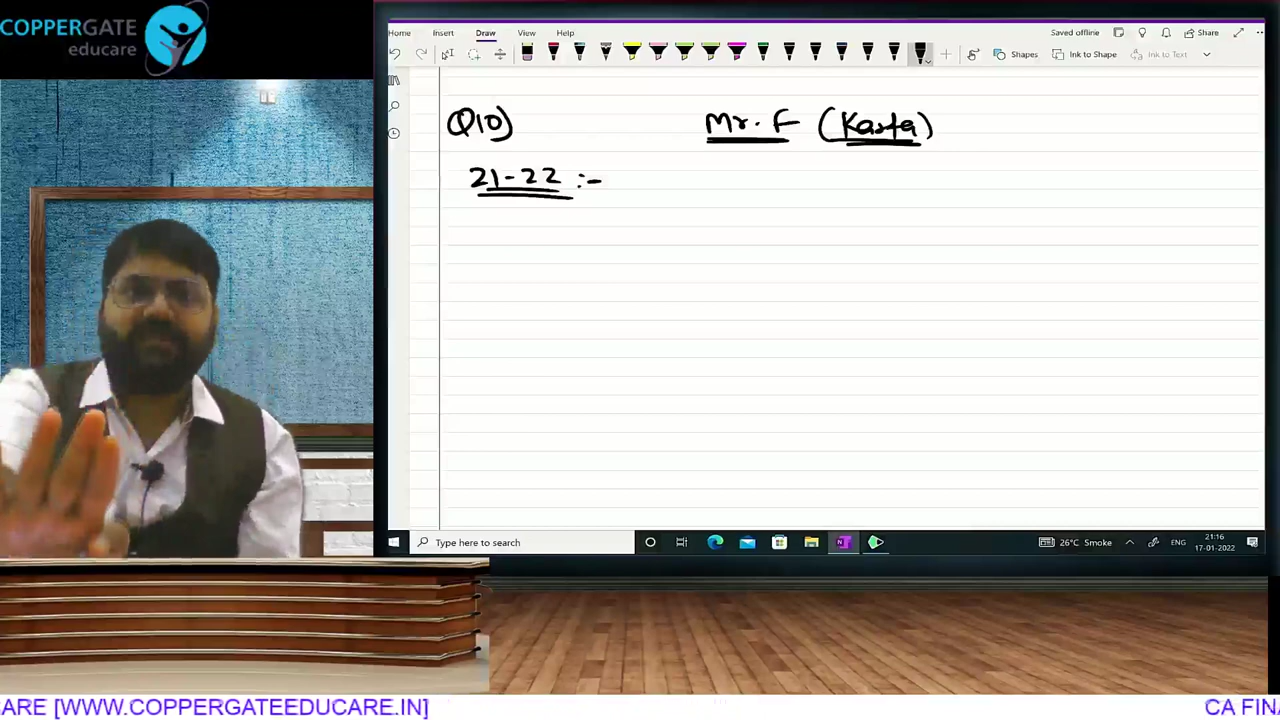 COPPERGATE
educare
Home Insert Draw View Help
Saved offline
Share
Shapes
Ink to Shape
Ink to Text
Q10)
Mr. F (Karta)
21-22 :-
Type here to search
26°C Smoke
ENG
21:16
17-01-2022
CARE [WWW.COPPERGATEEDUCARE.IN]
CA FINA